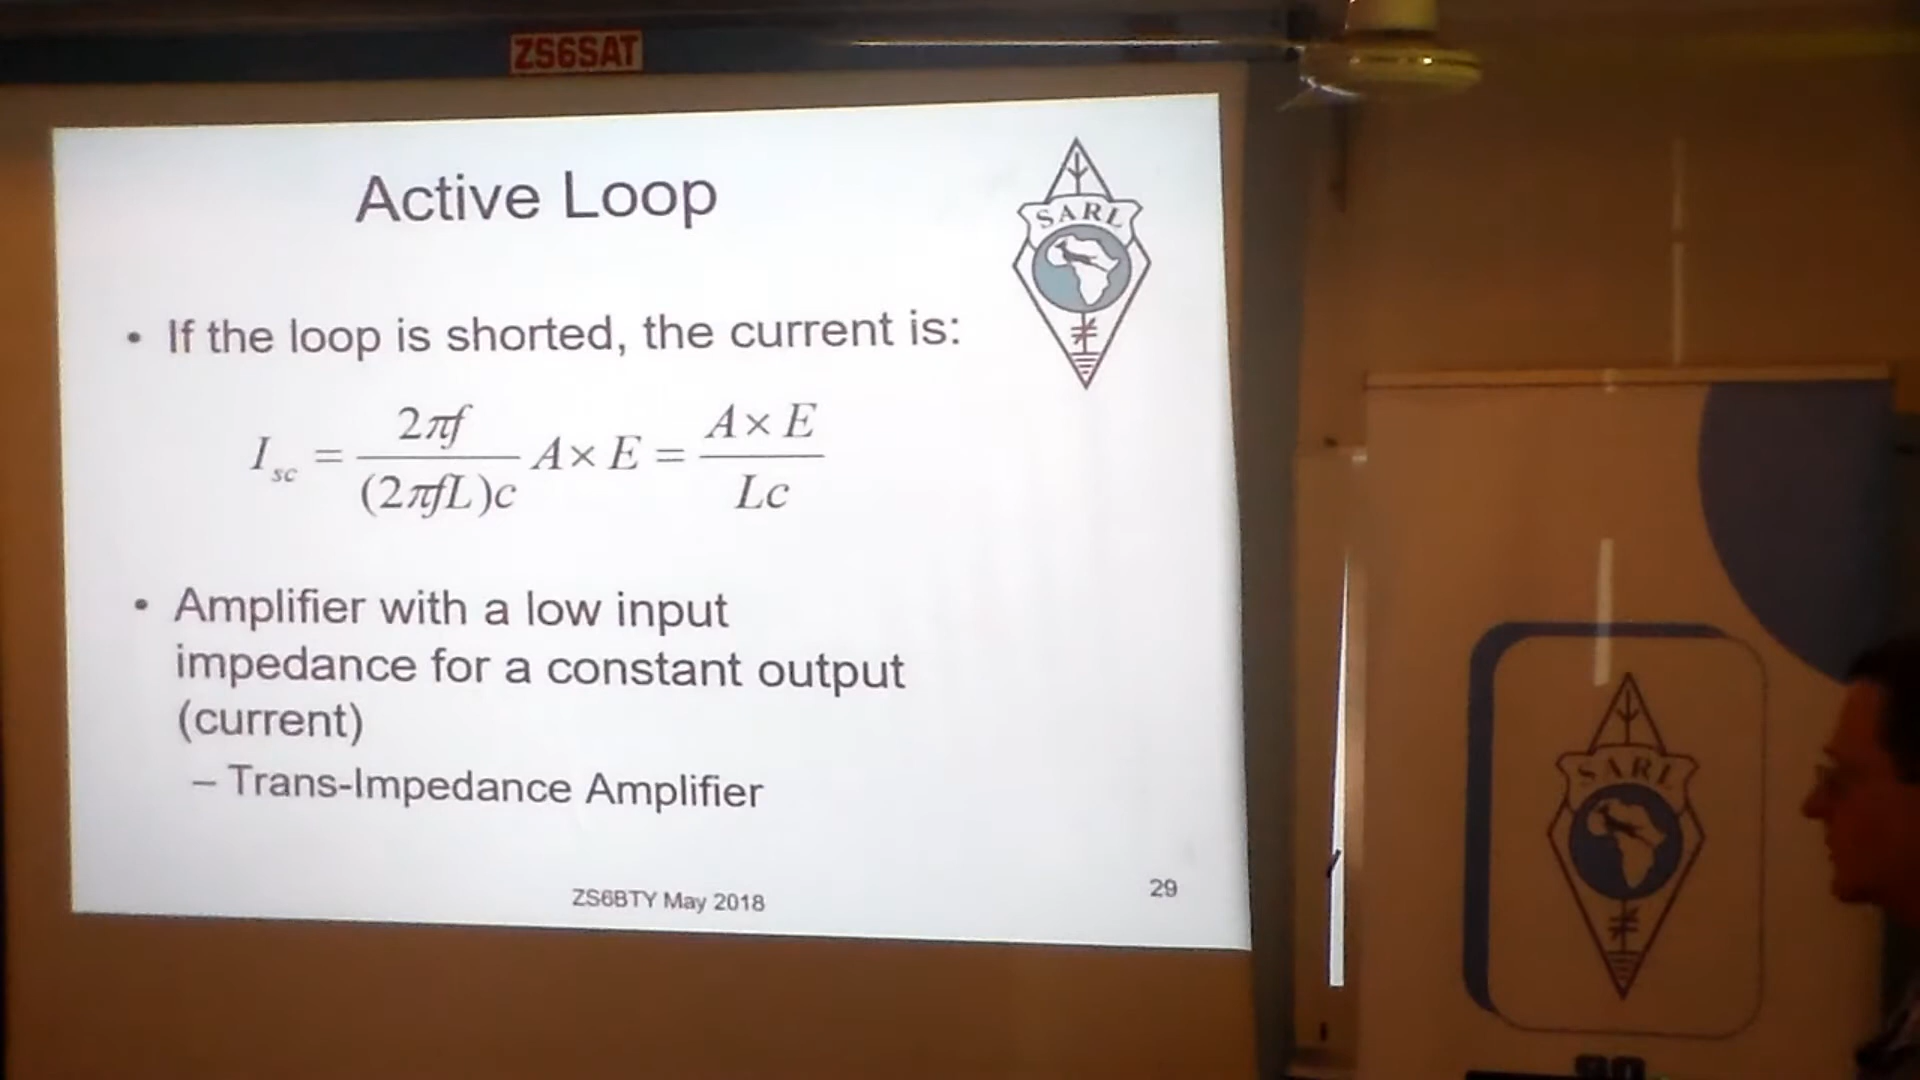 ZS6SAT
Active Loop
SARL
• If the loop is shorted, the current is:
I_sc = 2πf / (2πfL)c A × E = A × E / Lc
• Amplifier with a low input
impedance for a constant output
(current)
– Trans-Impedance Amplifier
ZS6BTY May 2018
29
SARL